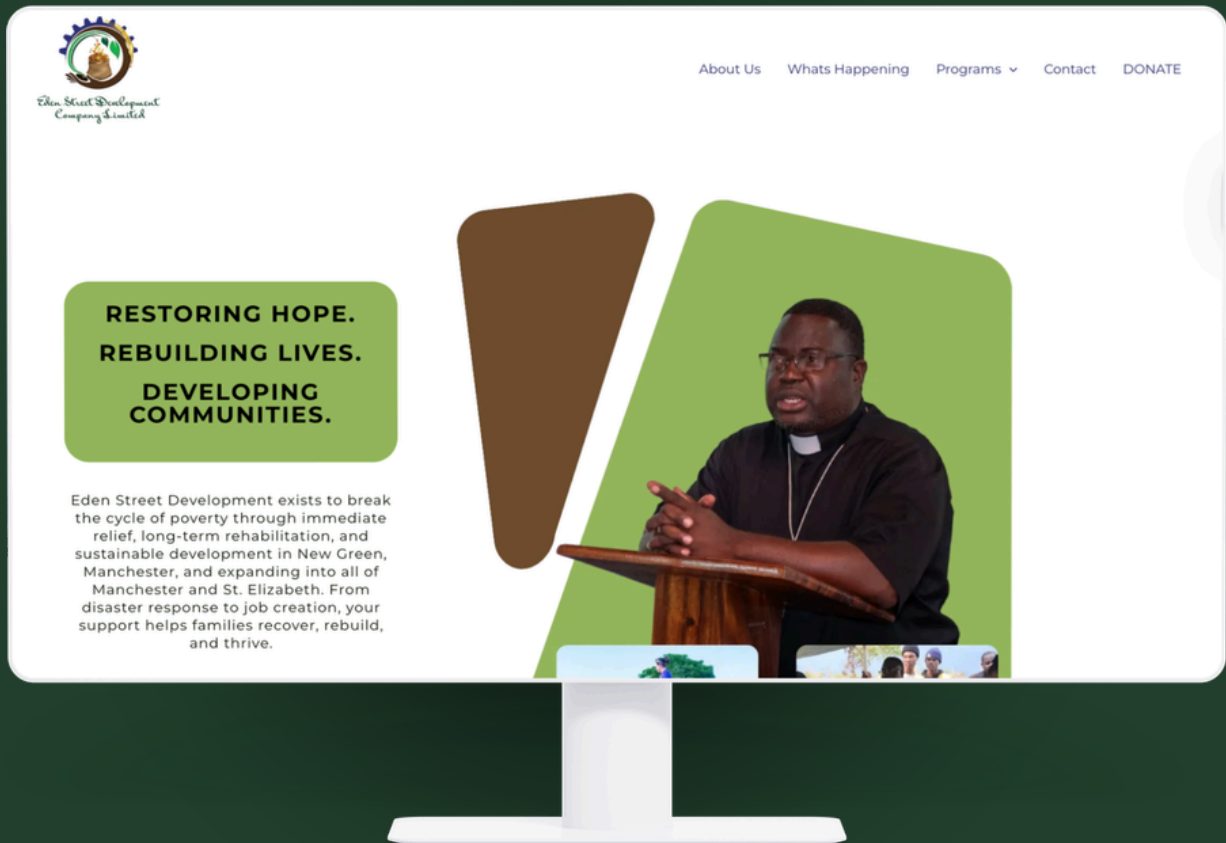 Eden Street Development
Company Limited
About Us
Whats Happening
Programs
Contact
DONATE
RESTORING HOPE.
REBUILDING LIVES.
DEVELOPING
COMMUNITIES.
Eden Street Development exists to break
the cycle of poverty through immediate
relief, long-term rehabilitation, and
sustainable development in New Green,
Manchester, and expanding into all of
Manchester and St. Elizabeth. From
disaster response to job creation, your
support helps families recover, rebuild,
and thrive.